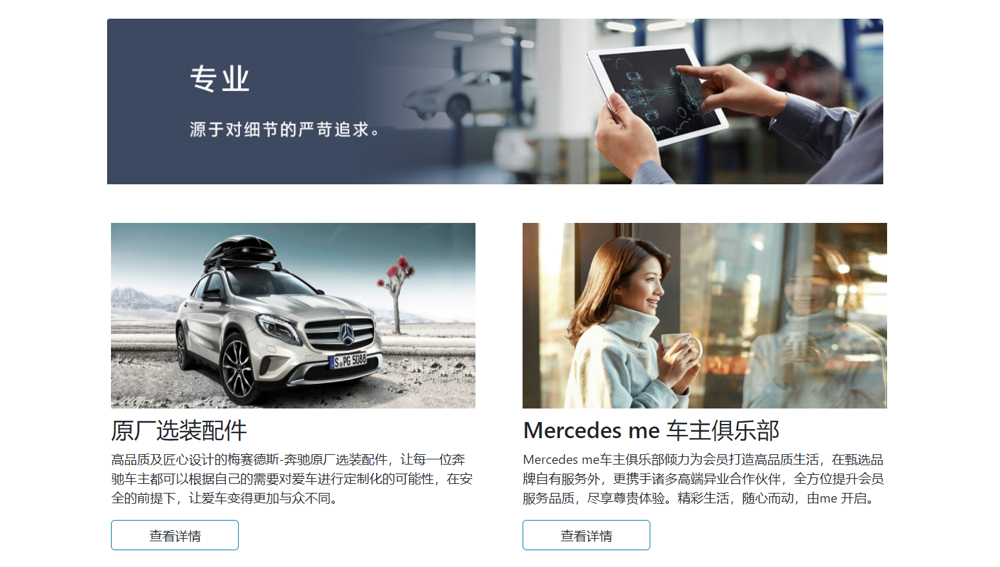 专业
源于对细节的严苛追求。
S PG 5088
原厂选装配件
高品质及匠心设计的梅赛德斯-奔驰原厂选装配件，让每一位奔
驰车主都可以根据自己的需要对爱车进行定制化的可能性，在安
全的前提下，让爱车变得更加与众不同。
查看详情
Mercedes me 车主俱乐部
Mercedes me车主俱乐部倾力为会员打造高品质生活，在甄选品
牌自有服务外，更携手诸多高端异业合作伙伴，全方位提升会员
服务品质，尽享尊贵体验。精彩生活，随心而动，由me 开启。
查看详情